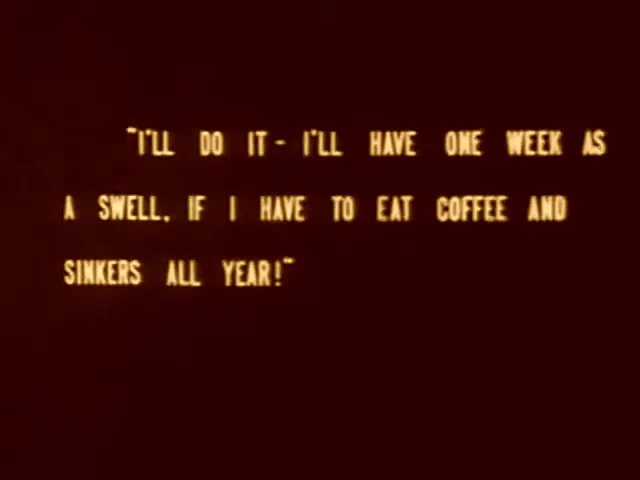 "I'LL DO IT - I'LL HAVE ONE WEEK AS
A SWELL, IF I HAVE TO EAT COFFEE AND
SINKERS ALL YEAR!"